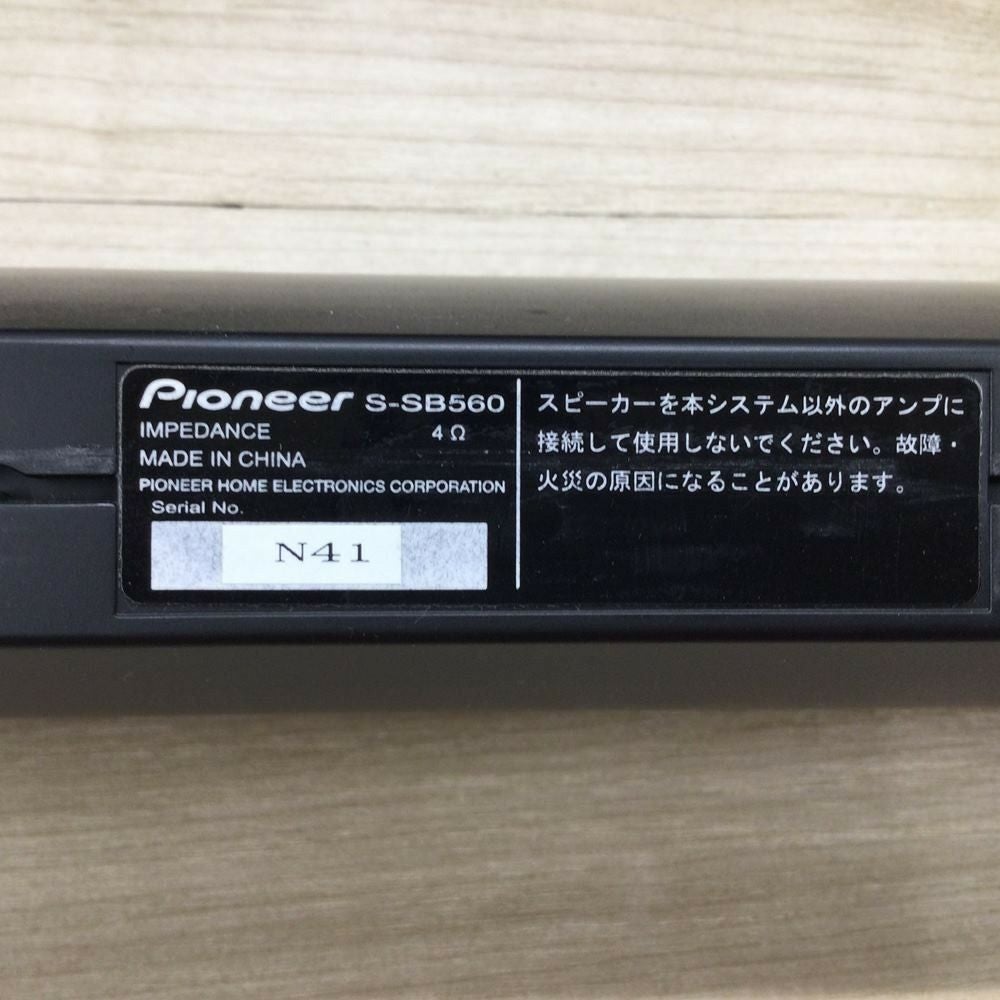 Pioneer S-SB560
IMPEDANCE 4 Ω
MADE IN CHINA
PIONEER HOME ELECTRONICS CORPORATION
Serial No.
N41
スピーカーを本システム以外のアンプに
接続して使用しないでください。故障・
火災の原因になることがあります。